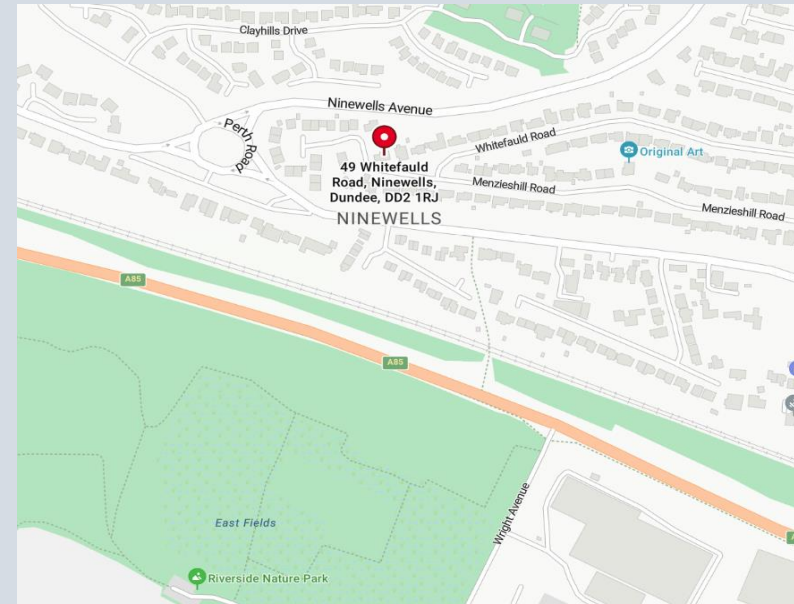 Clayhills Drive
Ninewells Avenue
Perth Road
Whitefauld Road
Original Art
49 Whitefauld
Road, Ninewells,
Dundee, DD2 1RJ
Menzieshill Road
Menzieshill Road
NINEWELLS
A85
A85
Wright Avenue
East Fields
Riverside Nature Park